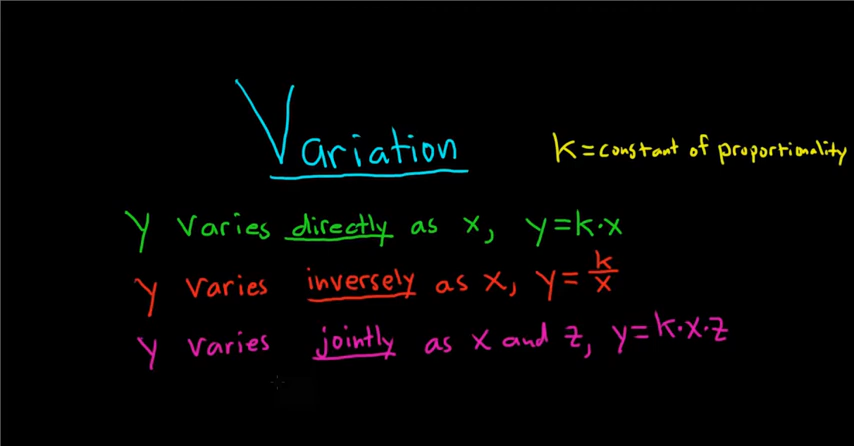 Variation
k = constant of proportionality
y varies directly as x, y = k·x
y varies inversely as x, y = k/x
y varies jointly as x and z, y = k·x·z